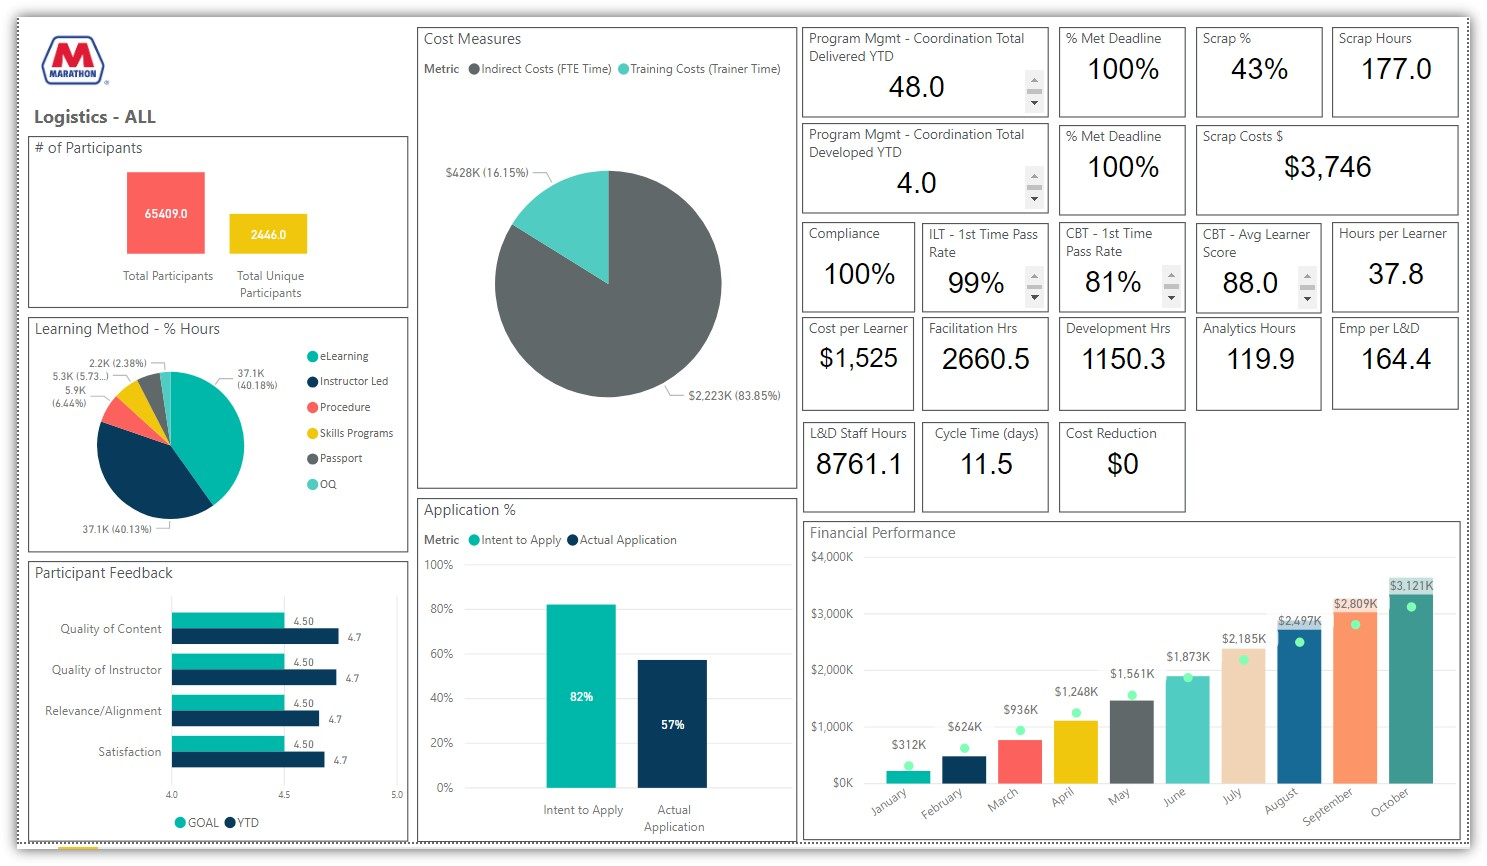 M
MARATHON
Logistics - ALL
# of Participants
65409.0
2446.0
Total Participants
Total Unique
Participants
Learning Method - % Hours
2.2K (2.38%)
5.3K (5.73...)
5.9K
(6.44%)
37.1K
(40.18%)
37.1K (40.13%)
eLearning
Instructor Led
Procedure
Skills Programs
Passport
OQ
Participant Feedback
Quality of Content
4.50
4.7
Quality of Instructor
4.50
4.7
Relevance/Alignment
4.50
4.7
Satisfaction
4.50
4.7
4.0
4.5
5.0
GOAL
YTD
Cost Measures
Metric Indirect Costs (FTE Time) Training Costs (Trainer Time)
$428K (16.15%)
$2,223K (83.85%)
Application %
Metric Intent to Apply Actual Application
100%
80%
60%
40%
20%
0%
82%
57%
Intent to Apply
Actual
Application
Program Mgmt - Coordination Total
Delivered YTD
48.0
% Met Deadline
100%
Scrap %
43%
Scrap Hours
177.0
Program Mgmt - Coordination Total
Developed YTD
4.0
% Met Deadline
100%
Scrap Costs $
$3,746
Compliance
100%
ILT - 1st Time Pass
Rate
99%
CBT - 1st Time
Pass Rate
81%
CBT - Avg Learner
Score
88.0
Hours per Learner
37.8
Cost per Learner
$1,525
Facilitation Hrs
2660.5
Development Hrs
1150.3
Analytics Hours
119.9
Emp per L&D
164.4
L&D Staff Hours
8761.1
Cycle Time (days)
11.5
Cost Reduction
$0
Financial Performance
$4,000K
$3,000K
$2,000K
$1,000K
$0K
$312K
$624K
$936K
$1,248K
$1,561K
$1,873K
$2,185K
$2,497K
$2,809K
$3,121K
January
February
March
April
May
June
July
August
September
October